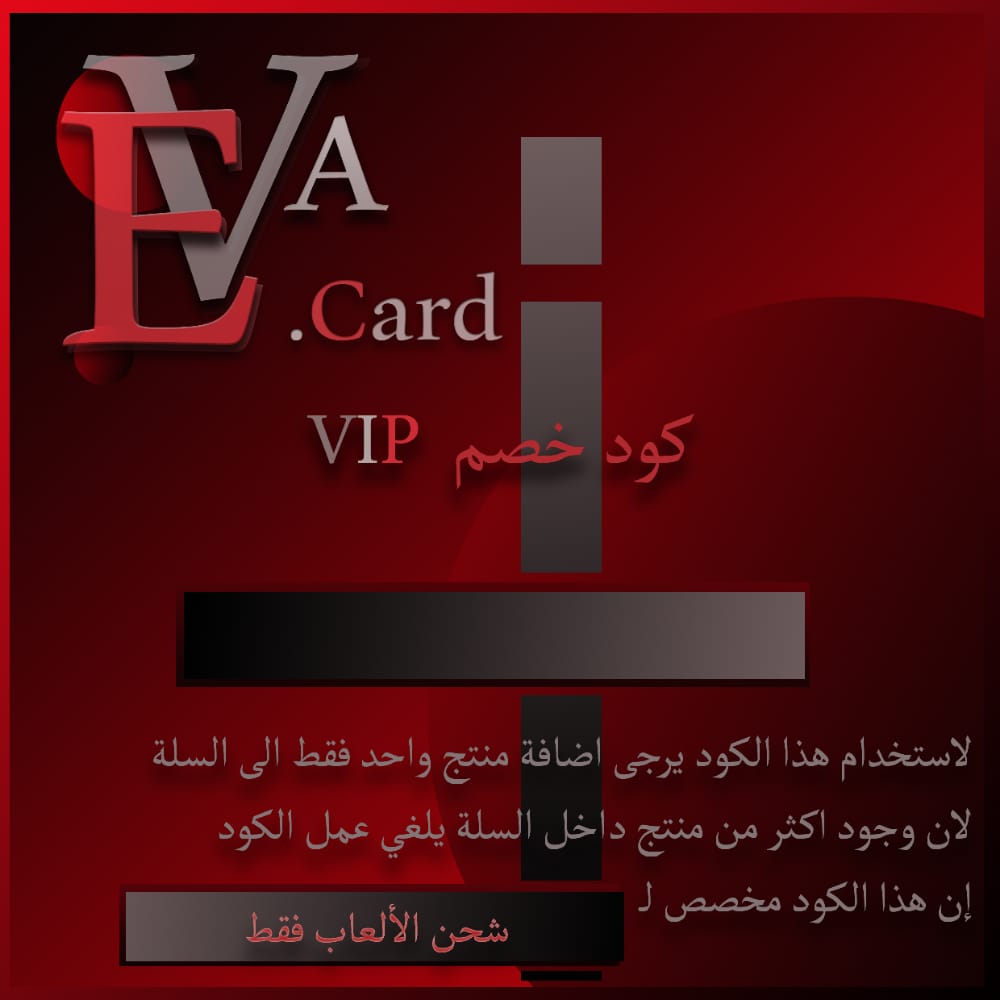 EVA
.Card
كود خصم VIP
لاستخدام هذا الكود يرجى اضافة منتج واحد فقط الى السلة
لان وجود اكثر من منتج داخل السلة يلغي عمل الكود
إن هذا الكود مخصص لـ
شحن الألعاب فقط